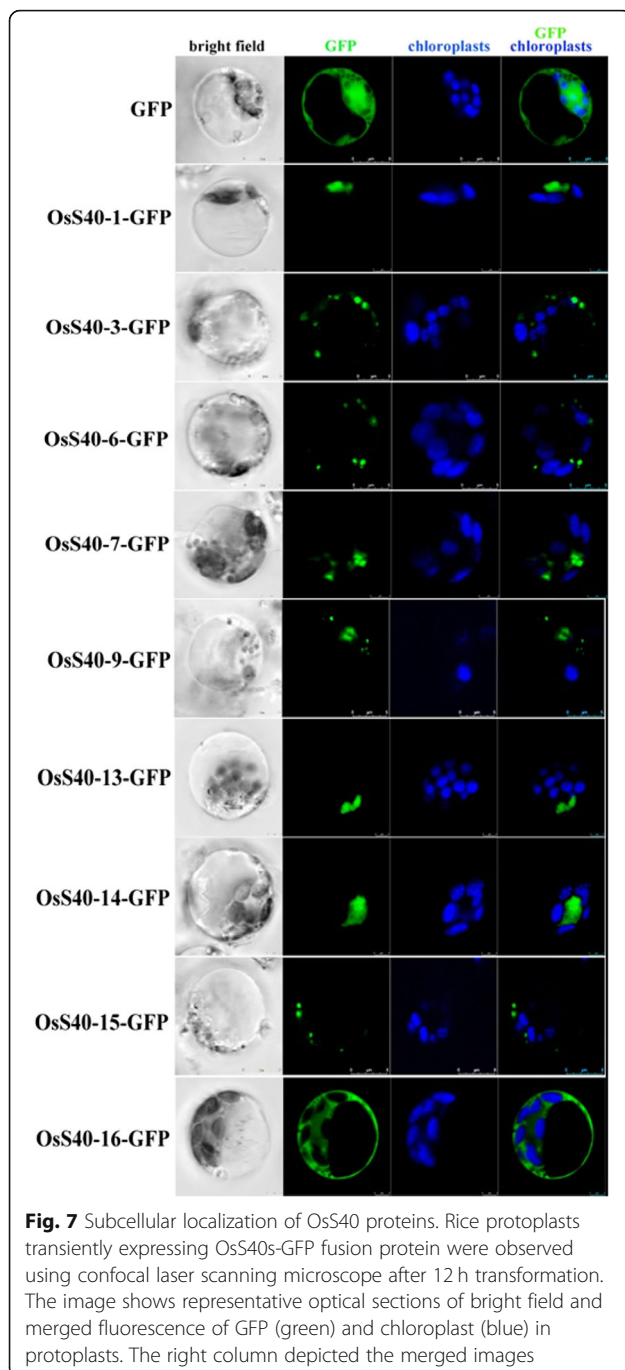 bright field GFP chloroplasts GFP
chloroplasts
GFP
OsS40-1-GFP
OsS40-3-GFP
OsS40-6-GFP
OsS40-7-GFP
OsS40-9-GFP
OsS40-13-GFP
OsS40-14-GFP
OsS40-15-GFP
OsS40-16-GFP
Fig. 7 Subcellular localization of OsS40 proteins. Rice protoplasts
transiently expressing OsS40s-GFP fusion protein were observed
using confocal laser scanning microscope after 12 h transformation.
The image shows representative optical sections of bright field and
merged fluorescence of GFP (green) and chloroplast (blue) in
protoplasts. The right column depicted the merged images